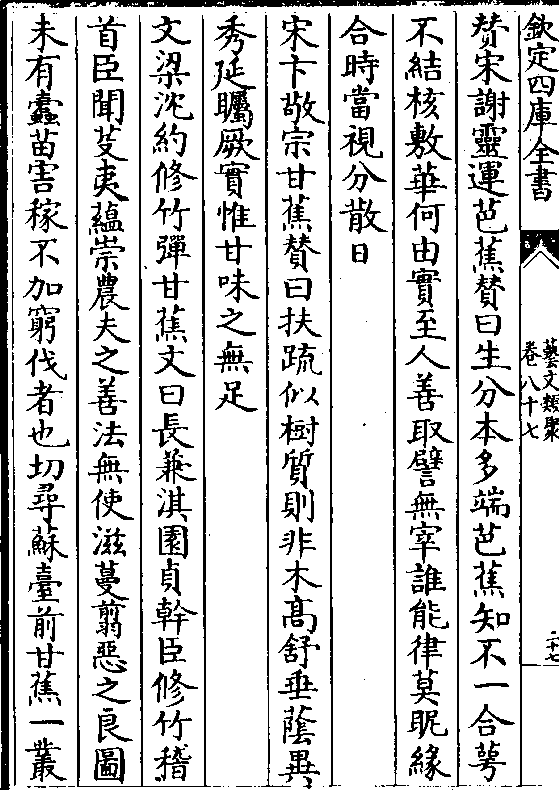 欽定四庫全書
藝文類聚
卷八十七
二十七
贊宋謝靈運芭蕉贊曰生分本多端芭蕉知不一合萼
不結核敷華何由實至人善取譬無宰誰能律莫昵緣
合時當視分散日
宋卞敬宗甘蕉贊曰扶疏似樹質則非木高舒垂蔭異
秀延矚厥實惟甘味之無足
文梁沈約修竹彈甘蕉文曰長兼淇園貞幹臣修竹稽
首臣聞芟夷蘊崇農夫之善法無使滋蔓翦惡之良圖
未有蠹苗害稼不加窮伐者也切尋蘇臺前甘蕉一叢